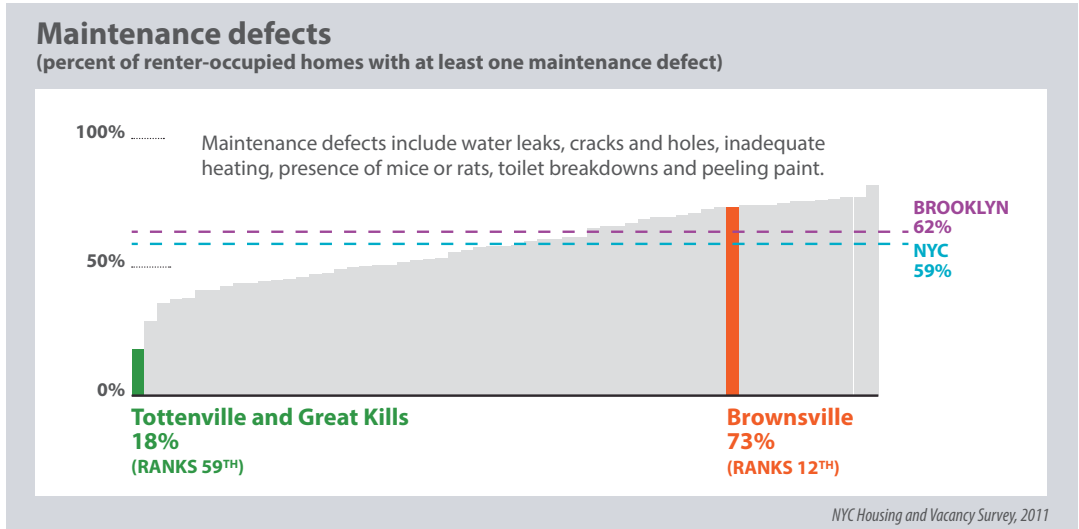 Maintenance defects
(percent of renter-occupied homes with at least one maintenance defect)
100%
Maintenance defects include water leaks, cracks and holes, inadequate
heating, presence of mice or rats, toilet breakdowns and peeling paint.
BROOKLYN
62%
NYC
59%
50%
0%
Tottenville and Great Kills
18%
(RANKS 59TH)
Brownsville
73%
(RANKS 12TH)
NYC Housing and Vacancy Survey, 2011